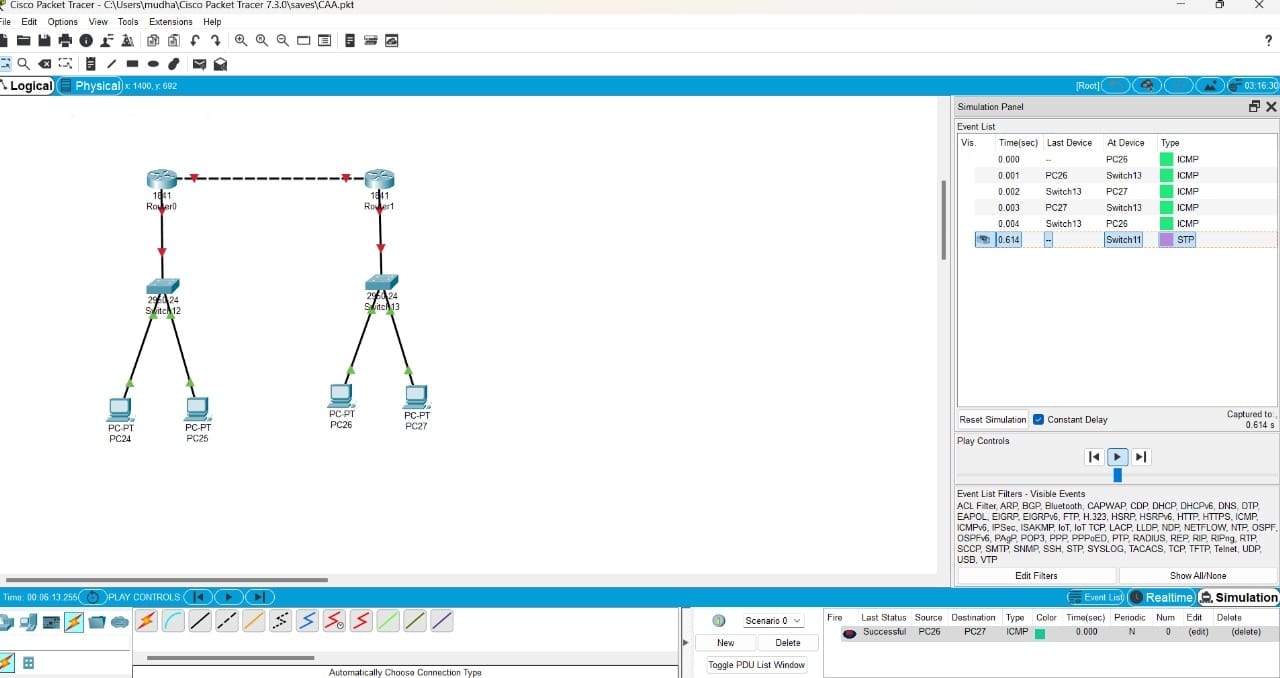 Cisco Packet Tracer - C:\Users\mudha\Cisco Packet Tracer 7.3.0\saves\CAA.pkt
File Edit Options View Tools Extensions Help
?
Logical Physical x: 1400, y: 692 [Root] 03:16:30
Simulation Panel
Event List
Vis. Time(sec) Last Device At Device Type
0.000 -- PC26 ICMP
0.001 PC26 Switch13 ICMP
0.002 Switch13 PC27 ICMP
0.003 PC27 Switch13 ICMP
0.004 Switch13 PC26 ICMP
0.614 -- Switch11 STP
1841
Router0
1841
Router1
2950-24
Switch12
2950-24
Switch13
PC-PT
PC24
PC-PT
PC25
PC-PT
PC26
PC-PT
PC27
Reset Simulation Constant Delay Captured to:
0.614 s
Play Controls
Event List Filters - Visible Events
ACL Filter, ARP, BGP, Bluetooth, CAPWAP, CDP, DHCP, DHCPv6, DNS, DTP,
EAPOL, EIGRP, EIGRPv6, FTP, H.323, HSRP, HSRPv6, HTTP, HTTPS, ICMP,
ICMPv6, IPSec, ISAKMP, IoT, IoT TCP, LACP, LLDP, NDP, NETFLOW, NTP, OSPF,
OSPFv6, PAgP, POP3, PPP, PPPoED, PTP, RADIUS, REP, RIP, RIPng, RTP,
SCCP, SMTP, SNMP, SSH, STP, SYSLOG, TACACS, TCP, TFTP, Telnet, UDP,
USB, VTP
Edit Filters Show All/None
Time: 00:06:13.255 PLAY CONTROLS Event List Realtime Simulation
Scenario 0
New Delete
Toggle PDU List Window
Fire Last Status Source Destination Type Color Time(sec) Periodic Num Edit Delete
Successful PC26 PC27 ICMP 0.000 N 0 (edit) (delete)
Automatically Choose Connection Type